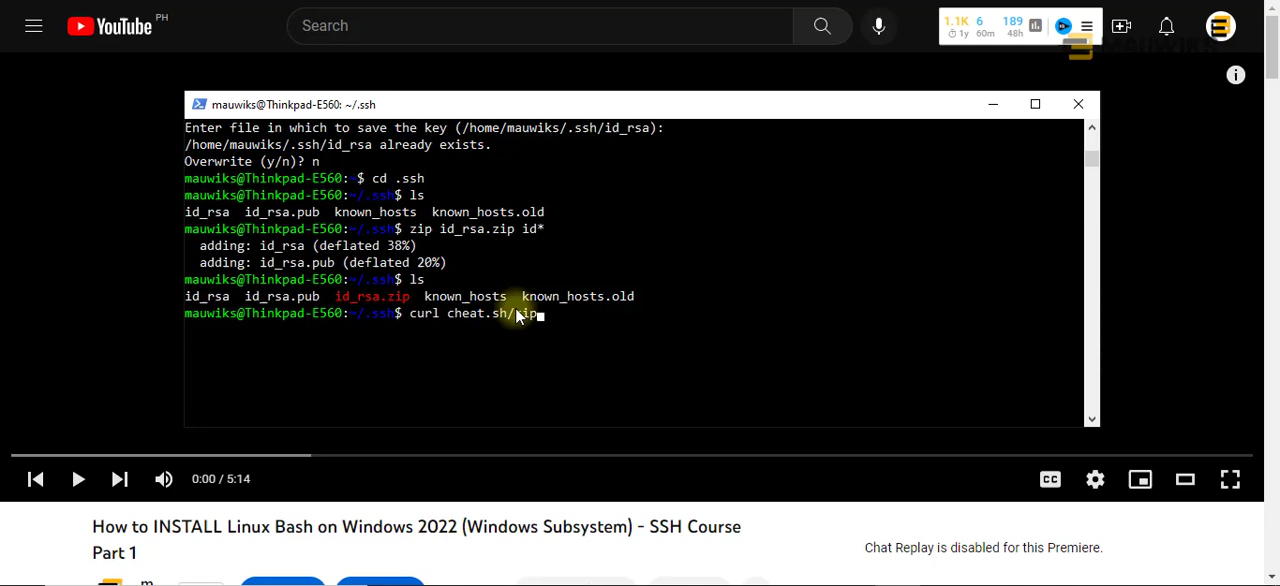 YouTube PH
Search
1.1K 6 189
1y 60m 48h
MAUWIKS
mauwiks@Thinkpad-E560: ~/.ssh
Enter file in which to save the key (/home/mauwiks/.ssh/id_rsa):
/home/mauwiks/.ssh/id_rsa already exists.
Overwrite (y/n)? n
mauwiks@Thinkpad-E560:~$ cd .ssh
mauwiks@Thinkpad-E560:~/.ssh$ ls
id_rsa id_rsa.pub known_hosts known_hosts.old
mauwiks@Thinkpad-E560:~/.ssh$ zip id_rsa.zip id*
adding: id_rsa (deflated 38%)
adding: id_rsa.pub (deflated 20%)
mauwiks@Thinkpad-E560:~/.ssh$ ls
id_rsa id_rsa.pub id_rsa.zip known_hosts known_hosts.old
mauwiks@Thinkpad-E560:~/.ssh$ curl cheat.sh/zip
0:00 / 5:14
CC
How to INSTALL Linux Bash on Windows 2022 (Windows Subsystem) - SSH Course
Part 1
Chat Replay is disabled for this Premiere.